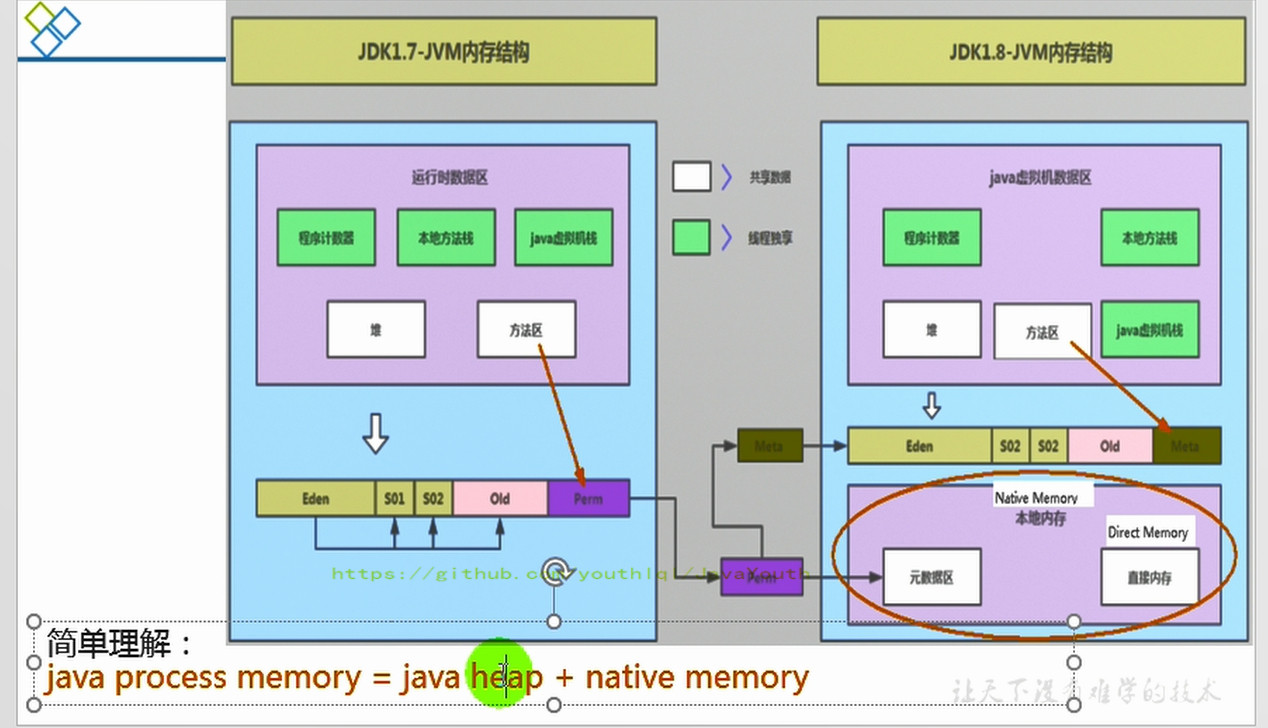 JDK1.7-JVM内存结构
JDK1.8-JVM内存结构
运行时数据区
程序计数器
本地方法栈
java虚拟机栈
堆
方法区
共享数据
线程独享
java虚拟机数据区
程序计数器
本地方法栈
堆
方法区
java虚拟机栈
Eden
S01
S02
Old
Perm
Meta
Perm
Eden
S02
S02
Old
Meta
Native Memory
本地内存
Direct Memory
元数据区
直接内存
简单理解：
java process memory = java heap + native memory
让天下没有难学的技术